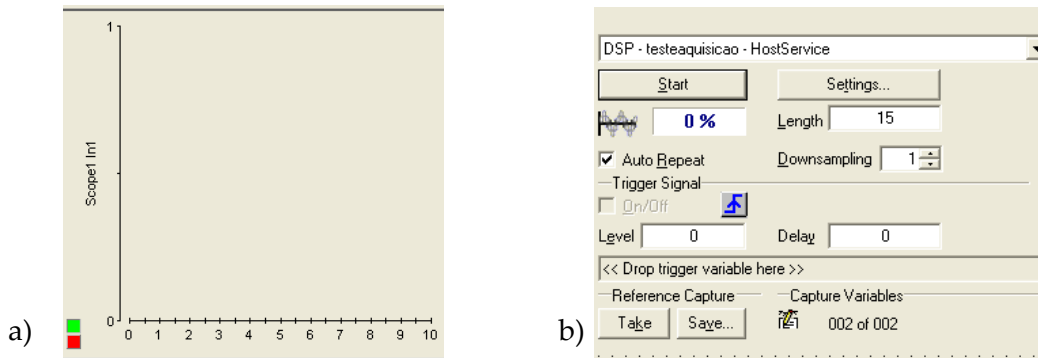 1
Scope1 In1
0
0 1 2 3 4 5 6 7 8 9 10
a)
DSP - testeaquisicao - HostService
Start Settings...
0 % Length 15
Auto Repeat Downsampling 1
Trigger Signal
On/Off
Level 0 Delay 0
<< Drop trigger variable here >>
Reference Capture Capture Variables
Take Save... 002 of 002
b)